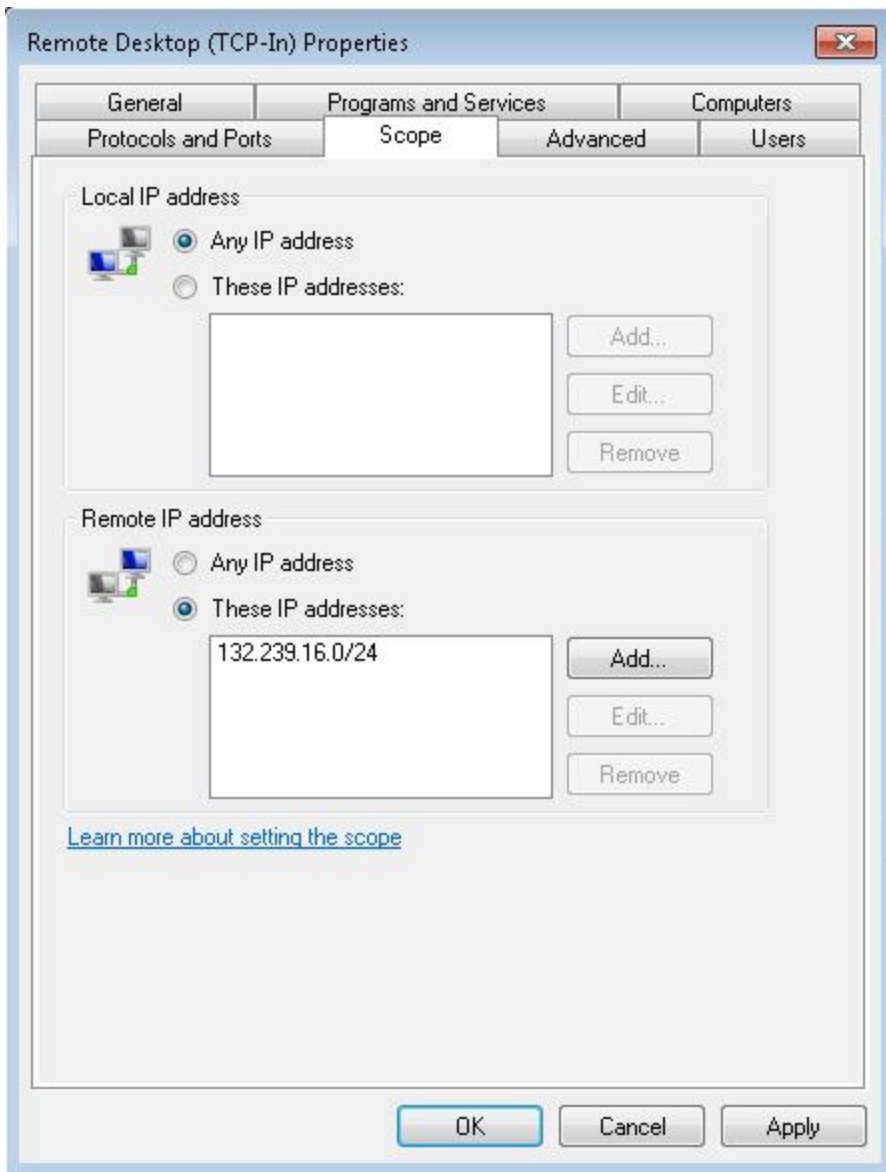 Remote Desktop (TCP-In) Properties
General Programs and Services Computers
Protocols and Ports Scope Advanced Users
Local IP address
Any IP address
These IP addresses:
Add...
Edit...
Remove
Remote IP address
Any IP address
These IP addresses:
132.239.16.0/24
Add...
Edit...
Remove
Learn more about setting the scope
OK Cancel Apply